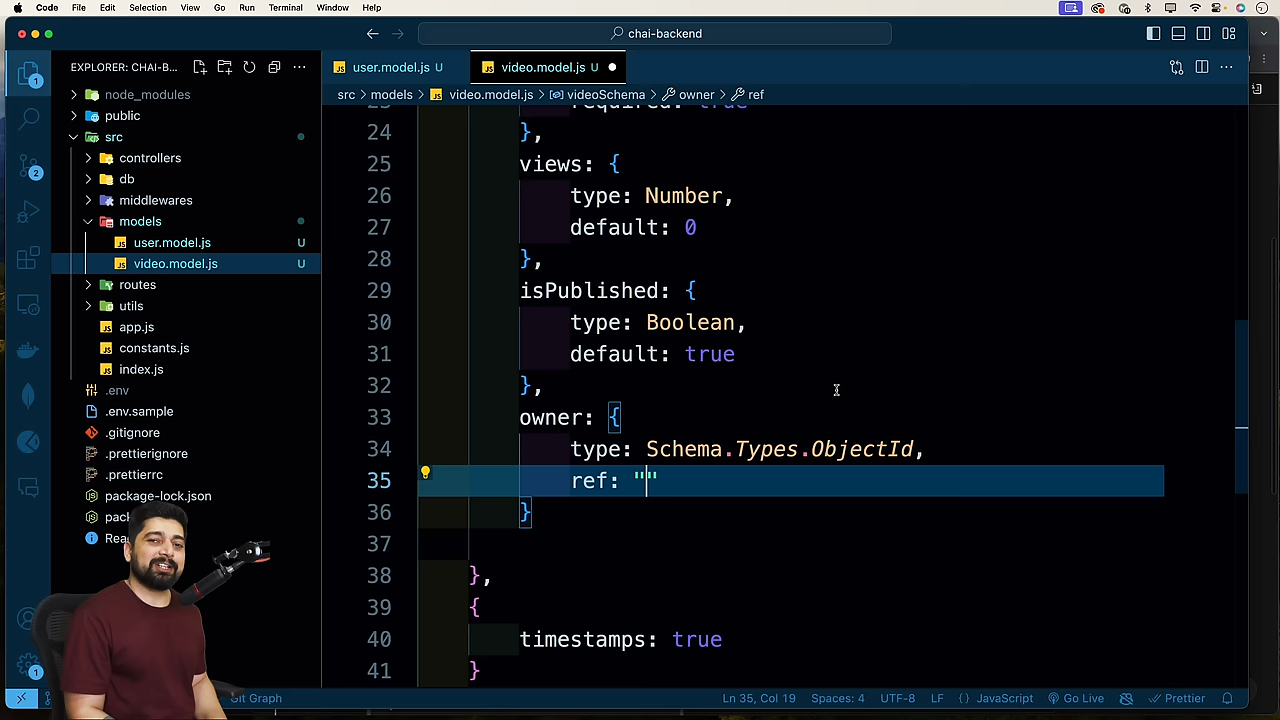 Code File Edit Selection View Go Run Terminal Window Help
chai-backend
EXPLORER: CHAI-B...
user.model.js U
video.model.js U
src > models > video.model.js > videoSchema > owner > ref
node_modules
public
src
controllers
db
middlewares
models
user.model.js U
video.model.js U
routes
utils
app.js
constants.js
index.js
.env
.env.sample
.gitignore
.prettierignore
.prettierrc
package-lock.json
1
2
1
24 },
25 views: {
26 type: Number,
27 default: 0
28 },
29 isPublished: {
30 type: Boolean,
31 default: true
32 },
33 owner: {
34 type: Schema.Types.ObjectId,
35 ref: ""
36 }
37
38 },
39 {
40 timestamps: true
41 }
Git Graph
Ln 35, Col 19 Spaces: 4 UTF-8 LF {} JavaScript Go Live Prettier